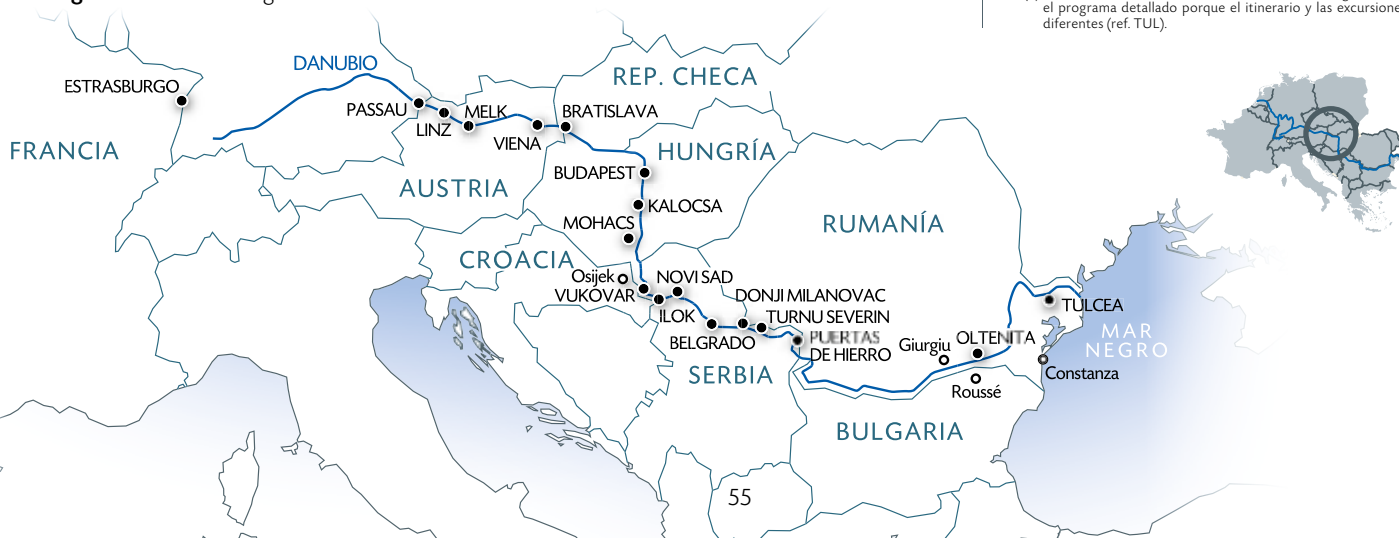 el programa detallado porque el itinerario y las excursione
diferentes (ref. TUL).
DANUBIO
REP. CHECA
ESTRASBURGO
PASSAU
MELK
BRATISLAVA
LINZ
VIENA
FRANCIA
HUNGRÍA
BUDAPEST
AUSTRIA
KALOCSA
MOHACS
RUMANÍA
CROACIA
Osijek
NOVI SAD
VUKOVAR
DONJI MILANOVAC
TULCEA
ILOK
TURNU SEVERIN
MAR
NEGRO
BELGRADO
PUERTAS
DE HIERRO
OLTENITA
Giurgiu
SERBIA
Constanza
Roussé
BULGARIA
55